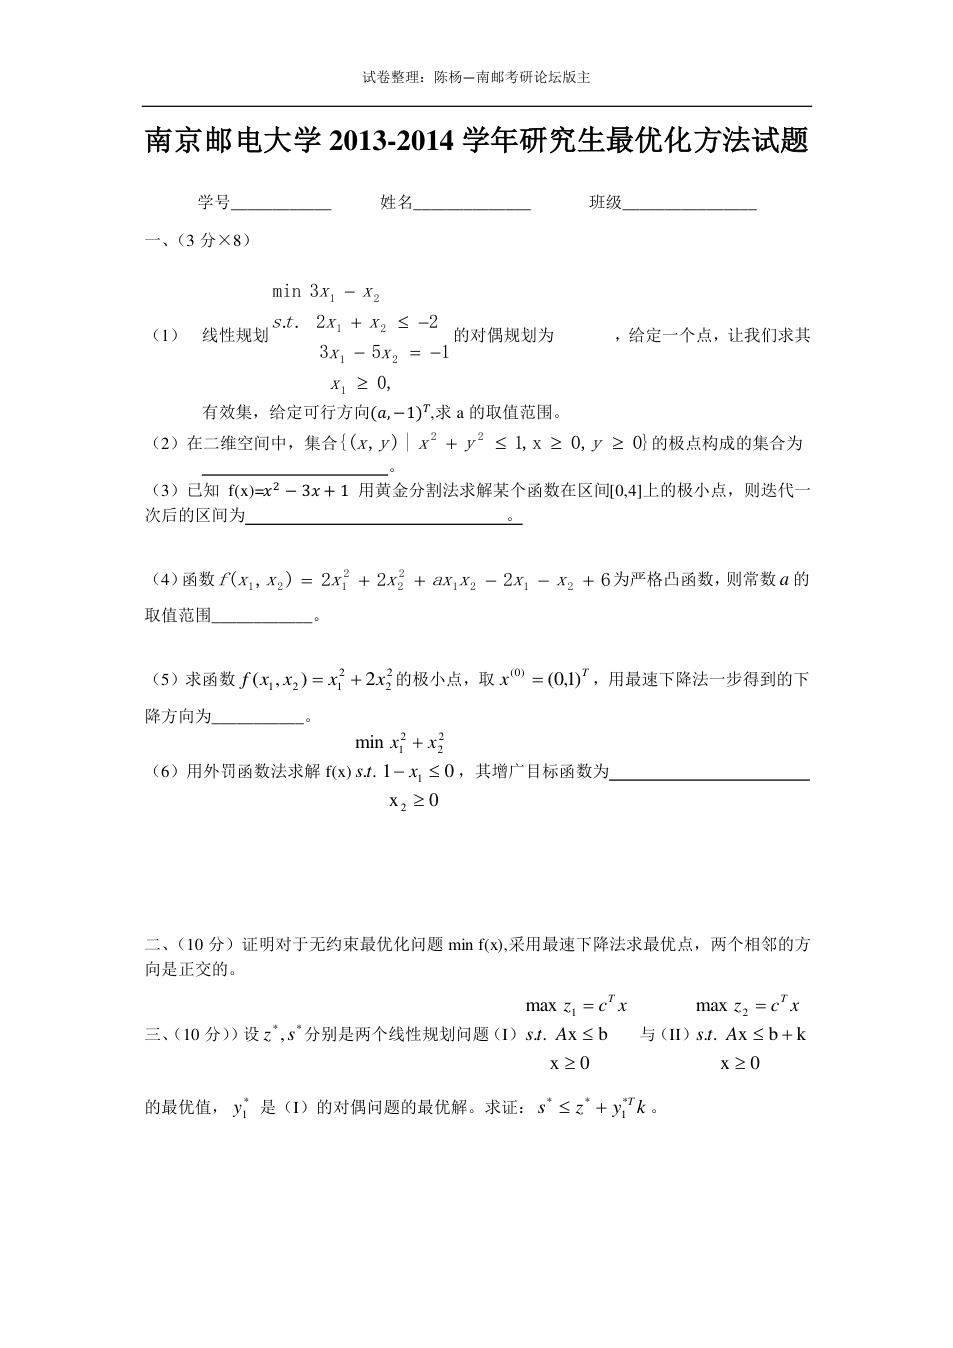 试卷整理：陈杨—南邮考研论坛版主
南京邮电大学 2013-2014 学年研究生最优化方法试题
学号____________ 姓名______________ 班级________________
一、（3 分×8）
min 3x₁ − x₂
（1） 线性规划 s.t. 2x₁ + x₂ ≤ −2 的对偶规划为 ，给定一个点，让我们求其
3x₁ − 5x₂ = −1
x₁ ≥ 0,
有效集，给定可行方向(a,−1)ᵀ,求 a 的取值范围。
（2）在二维空间中，集合{(x,y)| x² + y² ≤ 1,x ≥ 0, y ≥ 0}的极点构成的集合为
______________________。
（3）已知 f(x)=x² − 3x + 1 用黄金分割法求解某个函数在区间[0,4]上的极小点，则迭代一
次后的区间为______________________________。
（4）函数 f(x₁, x₂) = 2x₁² + 2x₂² + ax₁x₂ − 2x₁ − x₂ + 6为严格凸函数，则常数 a 的
取值范围____________。
（5）求函数 f(x₁,x₂) = x₁² + 2x₂² 的极小点，取 x⁽⁰⁾ = (0,1)ᵀ，用最速下降法一步得到的下
降方向为___________。
min x₁² + x₂²
（6）用外罚函数法求解 f(x) s.t. 1− x₁ ≤ 0，其增广目标函数为________________________
x₂ ≥ 0
二、（10 分）证明对于无约束最优化问题 min f(x),采用最速下降法求最优点，两个相邻的方
向是正交的。
max z₁ = cᵀx max z₂ = cᵀx
三、（10 分））设 z*, s* 分别是两个线性规划问题（I）s.t. Ax ≤ b 与（II）s.t. Ax ≤ b + k
x ≥ 0 x ≥ 0
的最优值， y₁* 是（I）的对偶问题的最优解。求证： s* ≤ z* + y₁*ᵀk 。